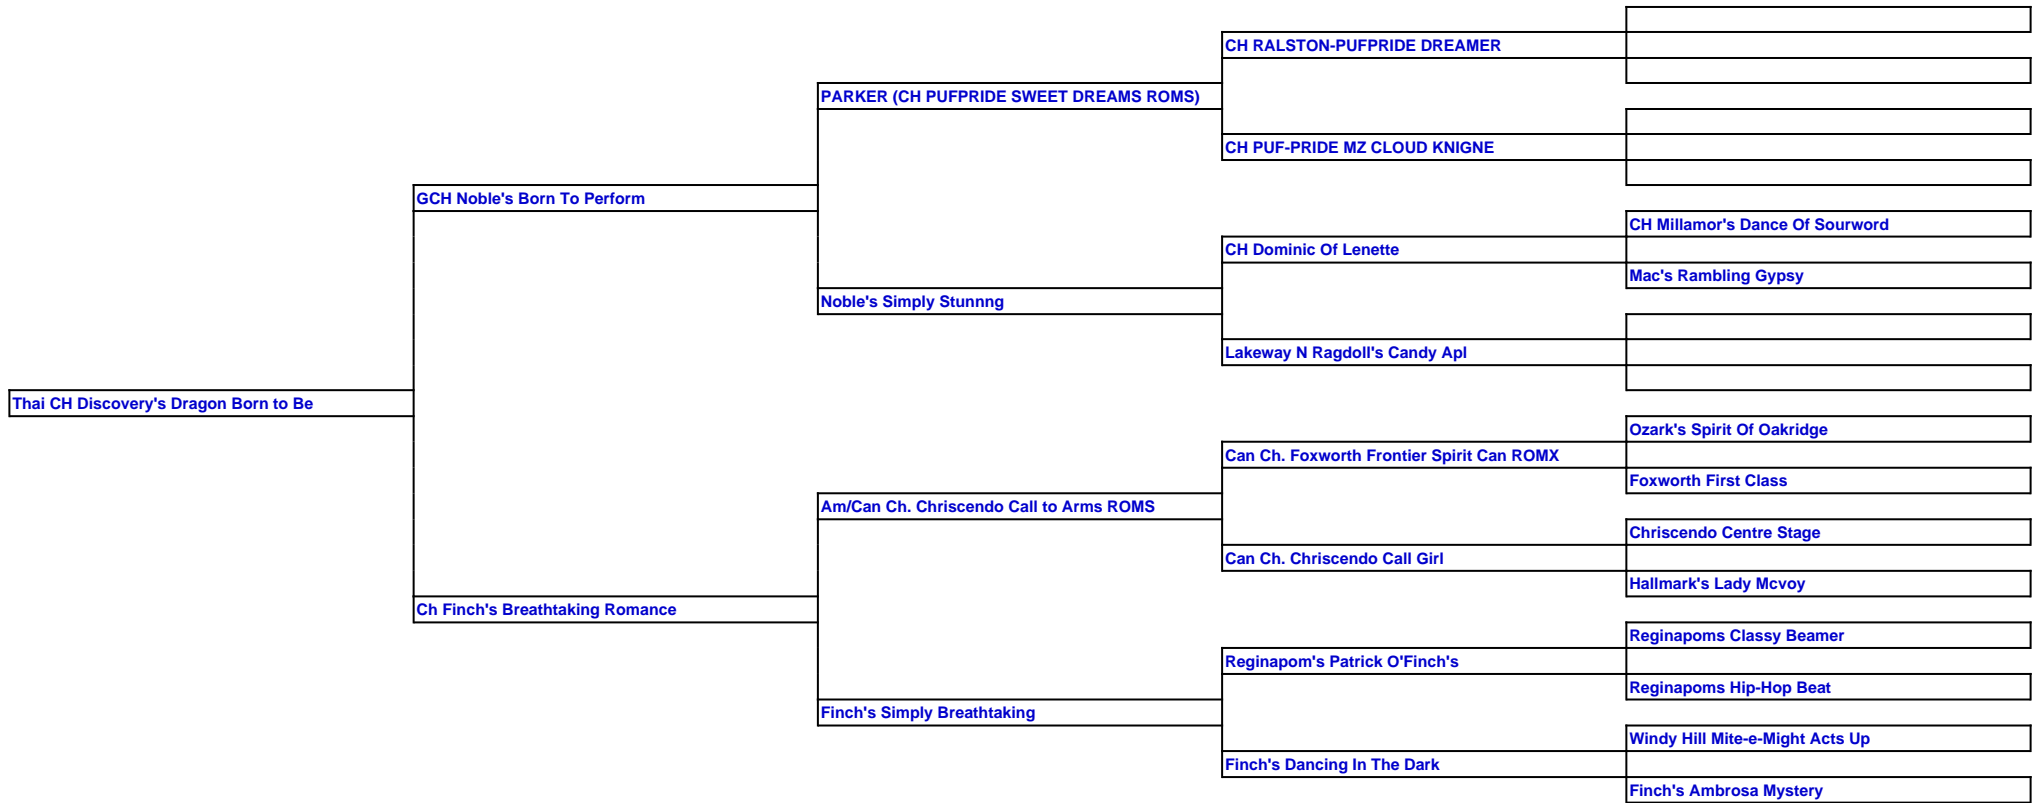 CH RALSTON-PUFPRIDE DREAMER
PARKER (CH PUFPRIDE SWEET DREAMS ROMS)
CH PUF-PRIDE MZ CLOUD KNIGNE
GCH Noble's Born To Perform
CH Millamor's Dance Of Sourword
CH Dominic Of Lenette
Mac's Rambling Gypsy
Noble's Simply Stunnng
Lakeway N Ragdoll's Candy Apl
Thai CH Discovery's Dragon Born to Be
Ozark's Spirit Of Oakridge
Can Ch. Foxworth Frontier Spirit Can ROMX
Foxworth First Class
Am/Can Ch. Chriscendo Call to Arms ROMS
Chriscendo Centre Stage
Can Ch. Chriscendo Call Girl
Hallmark's Lady Mcvoy
Ch Finch's Breathtaking Romance
Reginapoms Classy Beamer
Reginapom's Patrick O'Finch's
Reginapoms Hip-Hop Beat
Finch's Simply Breathtaking
Windy Hill Mite-e-Might Acts Up
Finch's Dancing In The Dark
Finch's Ambrosa Mystery